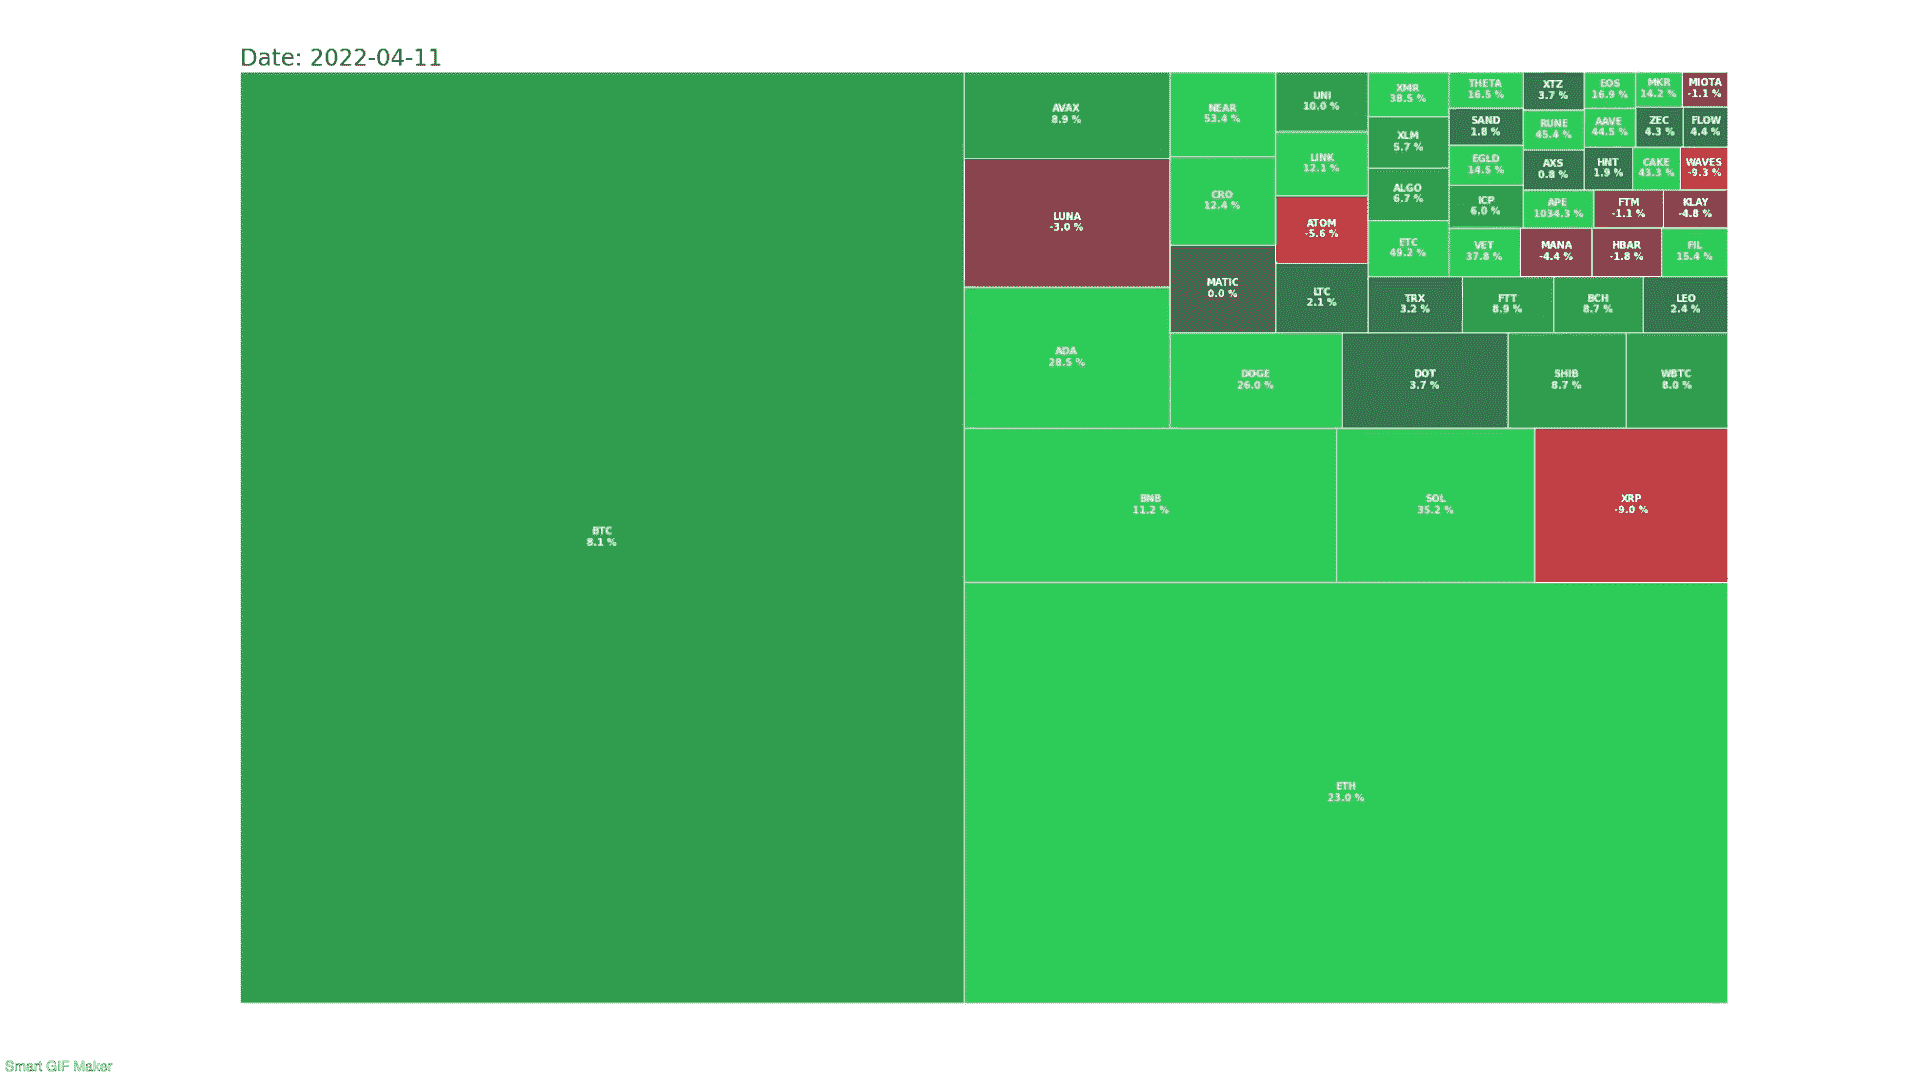 Date: 2022-04-11
BTC
8.1 %
AVAX
8.9 %
LUNA
-3.0 %
ADA
28.5 %
NEAR
53.4 %
CRO
12.4 %
MATIC
0.0 %
UNI
10.0 %
LINK
12.1 %
ATOM
-5.6 %
LTC
2.1 %
XMR
38.5 %
XLM
5.7 %
ALGO
6.7 %
ETC
49.2 %
THETA
16.5 %
SAND
1.8 %
EGLD
14.5 %
ICP
6.0 %
VET
37.8 %
XTZ
3.7 %
RUNE
45.4 %
AXS
0.8 %
EOS
16.9 %
AAVE
44.5 %
HNT
1.9 %
MKR
14.2 %
ZEC
4.3 %
CAKE
43.3 %
MIOTA
-1.1 %
FLOW
4.4 %
WAVES
-9.3 %
APE
1034.3 %
FTM
-1.1 %
KLAY
-4.8 %
MANA
-4.4 %
HBAR
-1.8 %
FIL
15.4 %
TRX
3.2 %
FTT
8.9 %
BCH
8.7 %
LEO
2.4 %
DOGE
26.0 %
DOT
3.7 %
SHIB
8.7 %
WBTC
8.0 %
BNB
11.2 %
SOL
35.2 %
XRP
-9.0 %
ETH
23.0 %
Smart GIF Maker